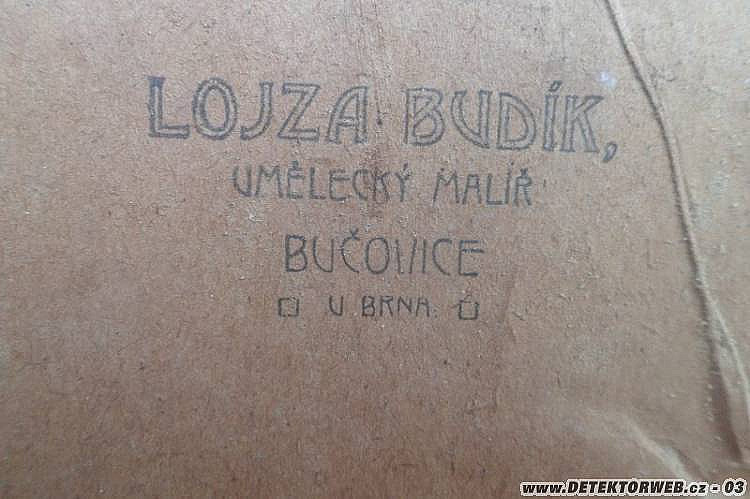 LOJZA BUDÍK,
UMĚLECKÝ MALÍŘ
BUČOVICE
U BRNA.
www.DETEKTORWEB.cz - 03